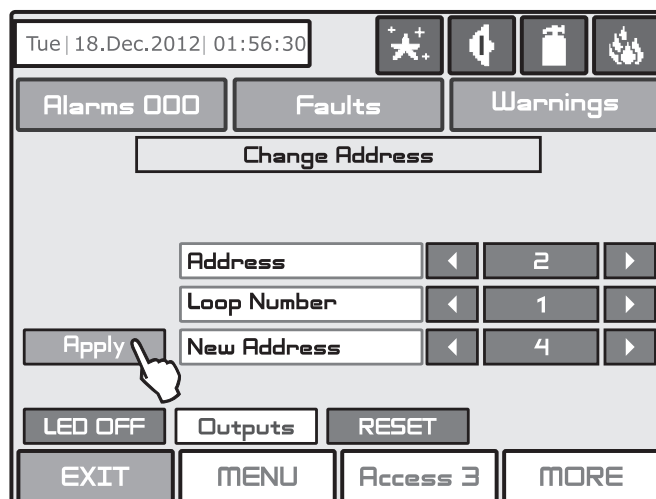 Tue | 18.Dec.2012 | 01:56:30
Alarms 000 Faults Warnings
Change Address
Address 2
Loop Number 1
Apply New Address 4
LED OFF Outputs RESET
EXIT MENU Access 3 MORE